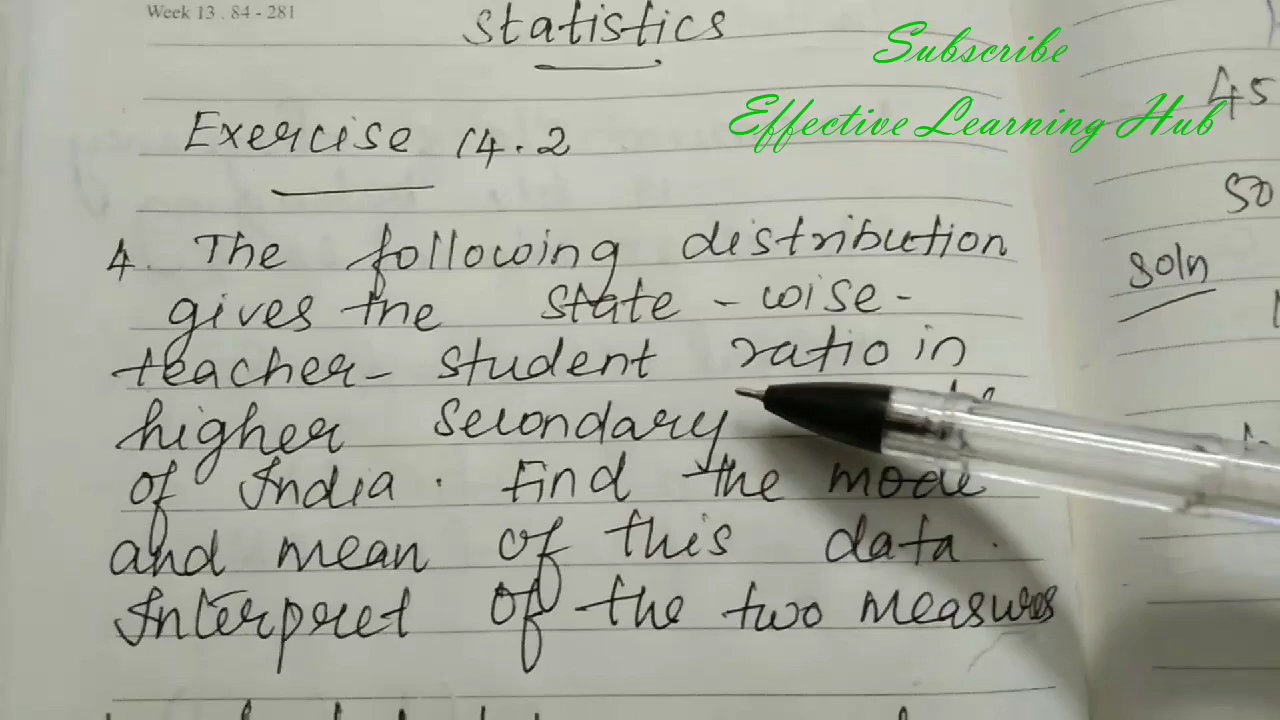 Week 13 . 84 - 281
Statistics
Subscribe
Effective Learning Hub
Exercise 14.2
4. The following distribution
gives the state - wise -
teacher - student ratio in
higher secondary
of India. Find the mode
and mean of this data.
Interpret of the two measures
45
50
Soln